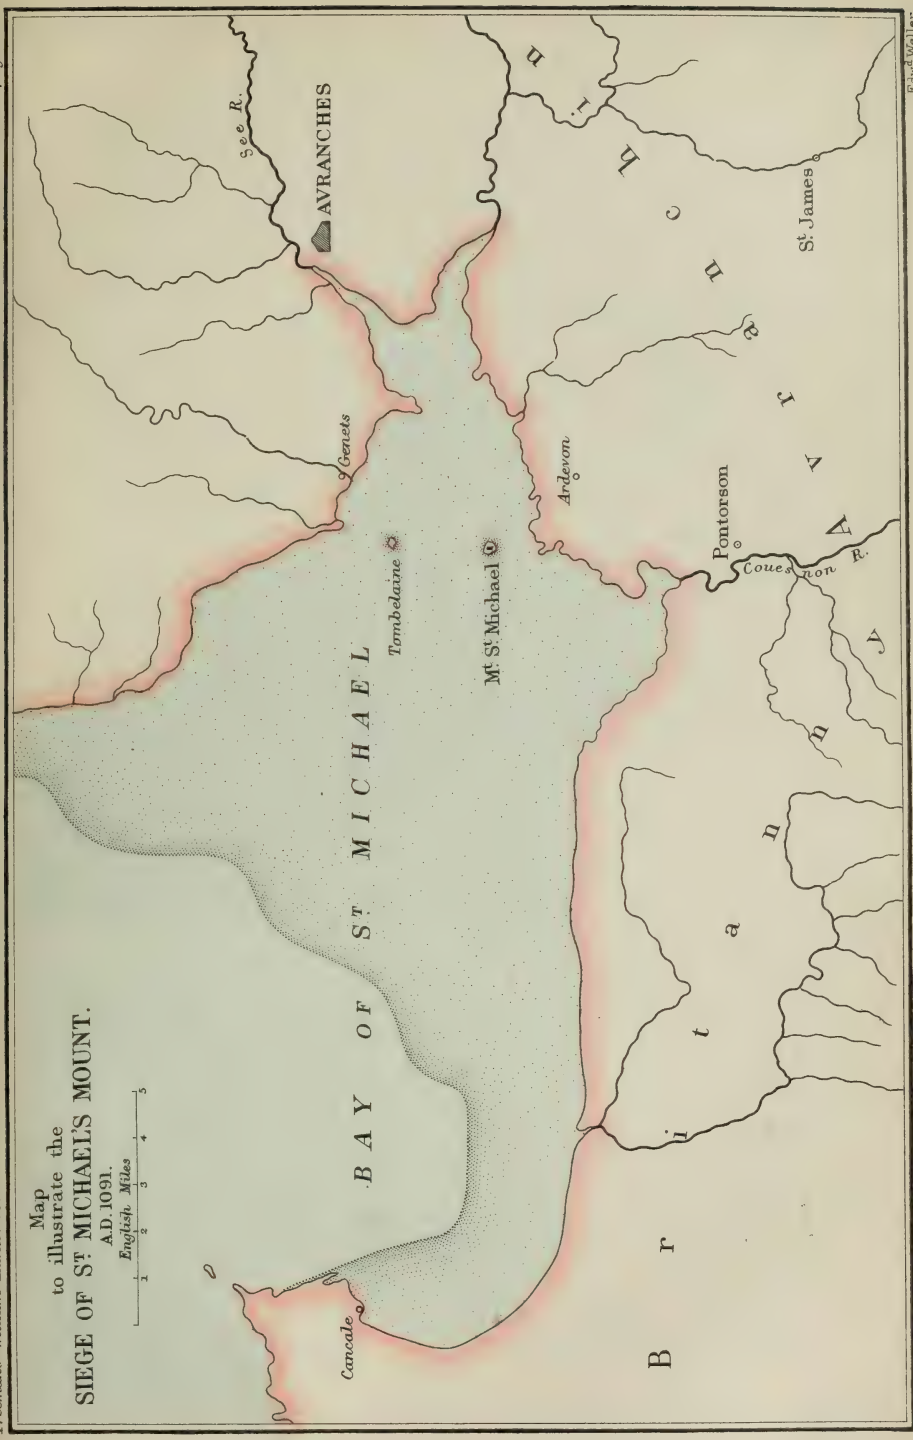 Map
to illustrate the
SIEGE OF Sᵀ MICHAEL'S MOUNT.
A.D. 1091.
English Miles
1 2 3 4 5
See R.
AVRANCHES
Genets
Tombelaine
Mᵗ Sᵗ Michael
BAY OF Sᵀ MICHAEL
Cancale
Ardevon
Pontorson
Couesnon R.
Sᵗ James
Avranchin
Britanny